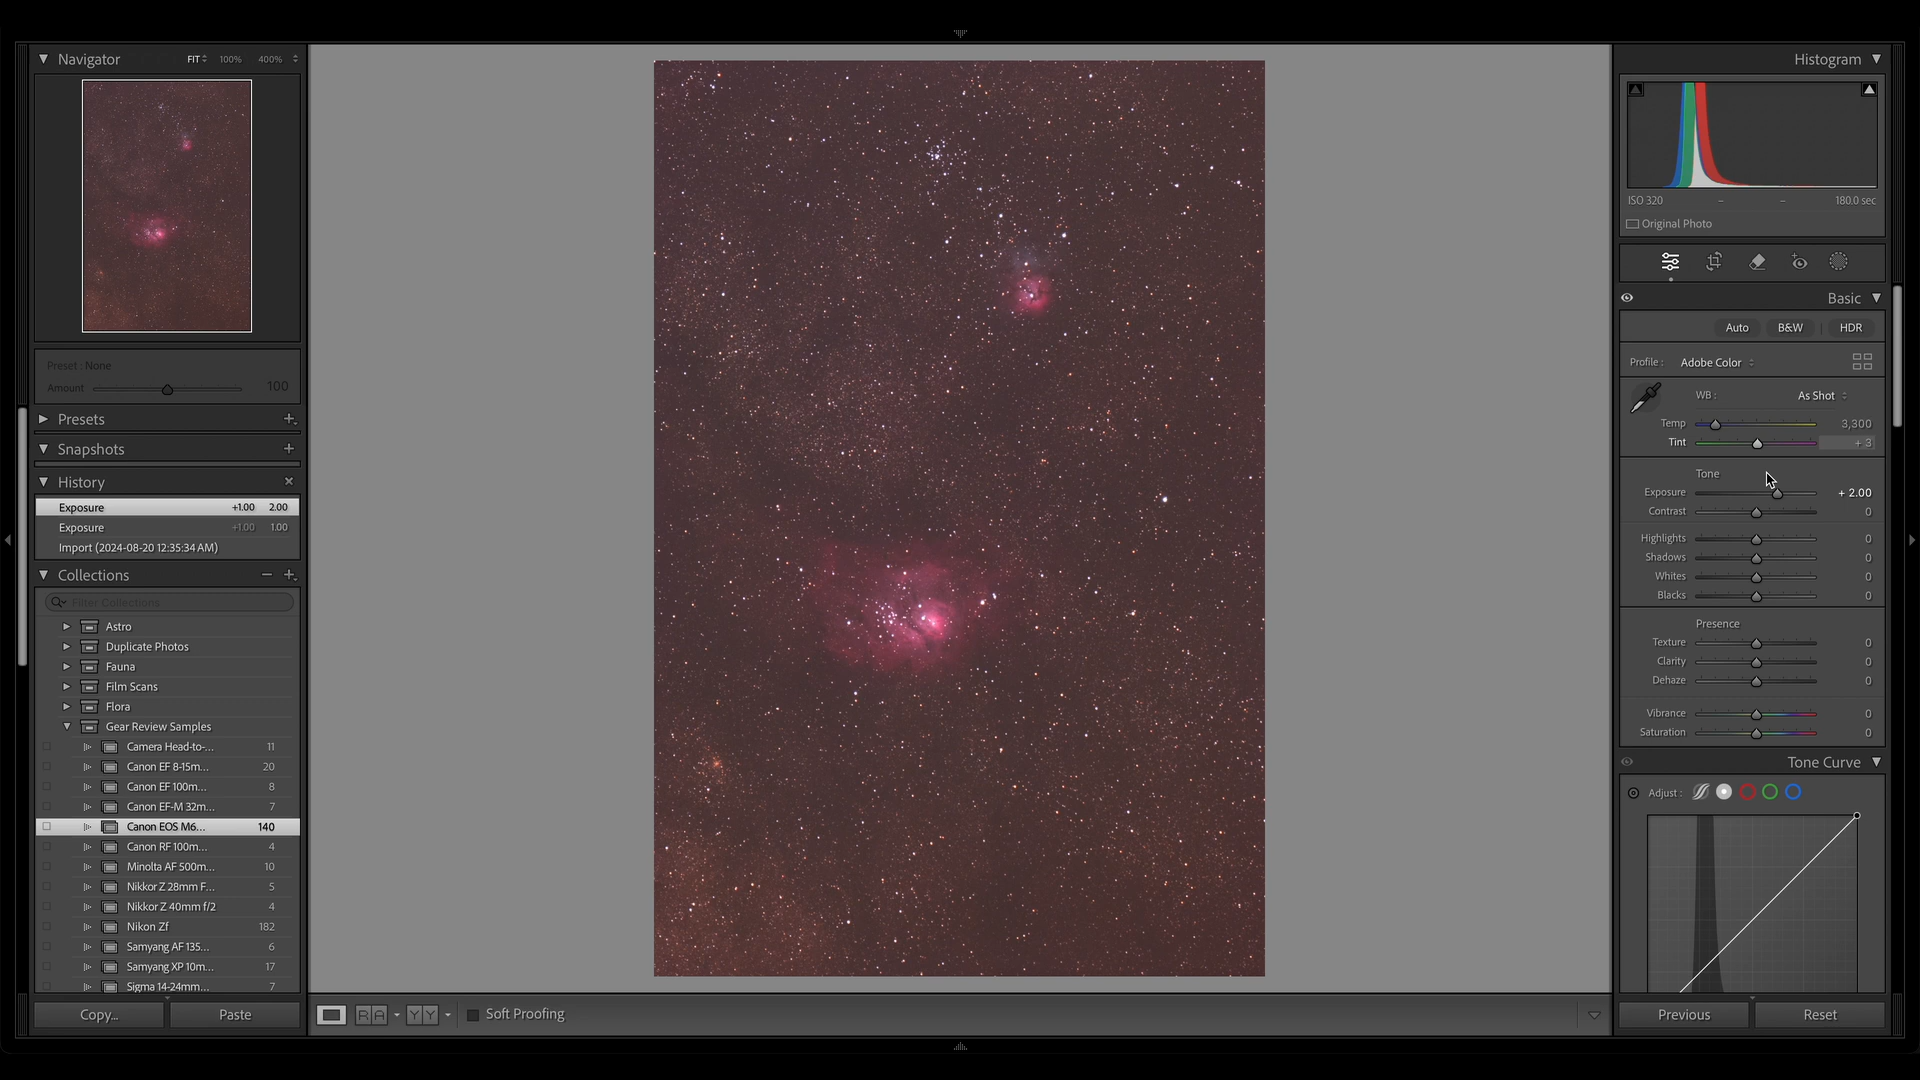 Navigator FIT 100% 400%
Preset : None
Amount 100
Presets
Snapshots
History
Exposure +1.00 2.00
Exposure +1.00 1.00
Import (2024-08-20 12:35:34 AM)
Collections
Filter Collections
Astro
Duplicate Photos
Fauna
Film Scans
Flora
Gear Review Samples
Camera Head-to-... 11
Canon EF 8-15m... 20
Canon EF 100m... 8
Canon EF-M 32m... 7
Canon EOS M6... 140
Canon RF 100m... 4
Minolta AF 500m... 10
Nikkor Z 28mm F... 5
Nikkor Z 40mm f/2 4
Nikon Zf 182
Samyang AF 135... 6
Samyang XP 10m... 17
Sigma 14-24mm... 7
Copy... Paste
R A Y Y Soft Proofing
Histogram
ISO 320 – – 180.0 sec
Original Photo
Basic
Auto B&W | HDR
Profile : Adobe Color
WB : As Shot
Temp 3,300
Tint + 3
Tone
Exposure + 2.00
Contrast 0
Highlights 0
Shadows 0
Whites 0
Blacks 0
Presence
Texture 0
Clarity 0
Dehaze 0
Vibrance 0
Saturation 0
Tone Curve
Adjust :
Previous Reset